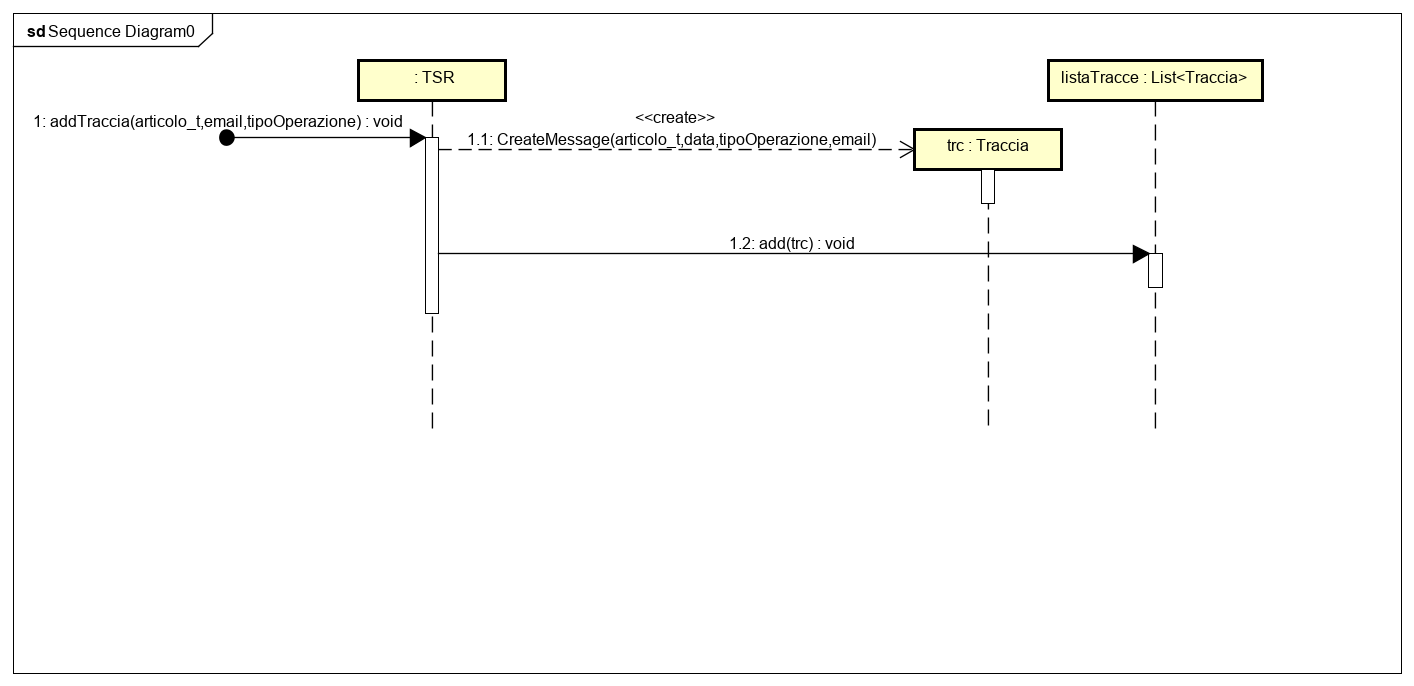 sd Sequence Diagram0
: TSR
listaTracce : List<Traccia>
1: addTraccia(articolo_t,email,tipoOperazione) : void
<<create>>
1.1: CreateMessage(articolo_t,data,tipoOperazione,email)
trc : Traccia
1.2: add(trc) : void